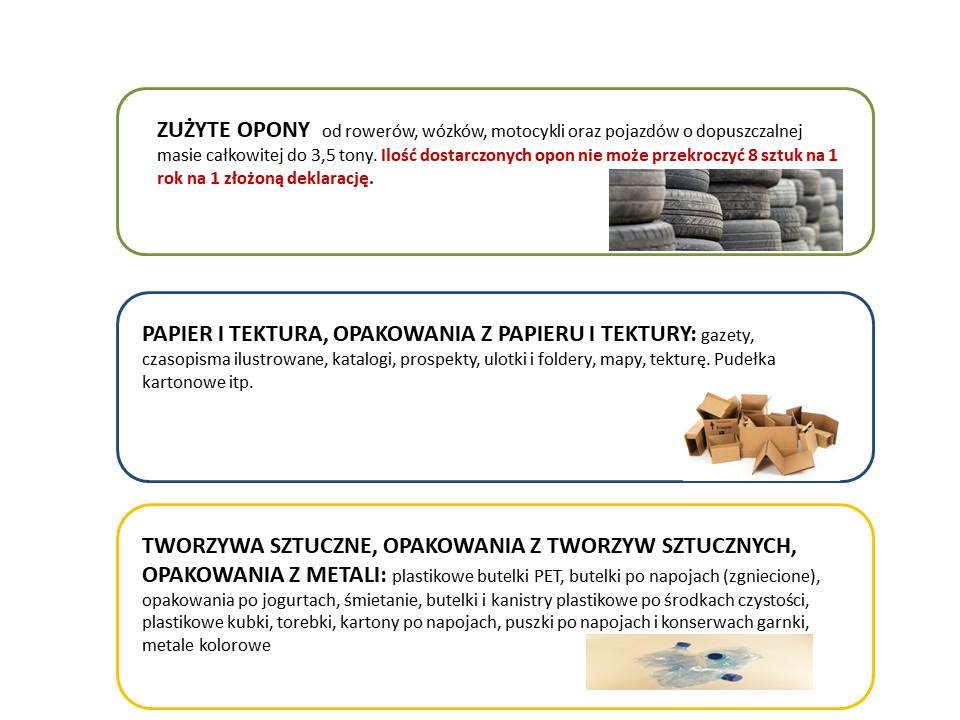 ZUŻYTE OPONY od rowerów, wózków, motocykli oraz pojazdów o dopuszczalnej
masie całkowitej do 3,5 tony. Ilość dostarczonych opon nie może przekroczyć 8 sztuk na 1
rok na 1 złożoną deklarację.
PAPIER I TEKTURA, OPAKOWANIA Z PAPIERU I TEKTURY: gazety,
czasopisma ilustrowane, katalogi, prospekty, ulotki i foldery, mapy, tekturę. Pudełka
kartonowe itp.
TWORZYWA SZTUCZNE, OPAKOWANIA Z TWORZYW SZTUCZNYCH,
OPAKOWANIA Z METALI: plastikowe butelki PET, butelki po napojach (zgniecione),
opakowania po jogurtach, śmietanie, butelki i kanistry plastikowe po środkach czystości,
plastikowe kubki, torebki, kartony po napojach, puszki po napojach i konserwach garnki,
metale kolorowe